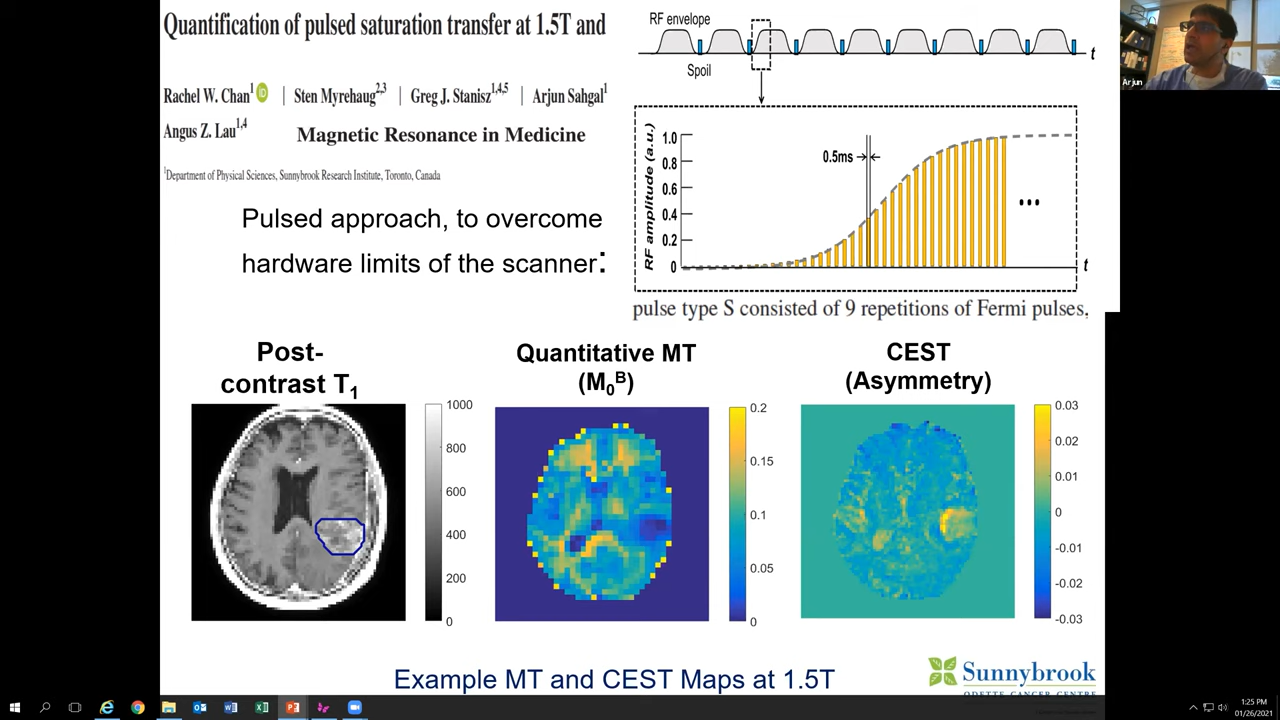 Quantification of pulsed saturation transfer at 1.5T and
Rachel W. Chan1 iD | Sten Myrehaug2,3 | Greg J. Stanisz1,4,5 | Arjun Sahgal1
Angus Z. Lau1,4
Magnetic Resonance in Medicine
1Department of Physical Sciences, Sunnybrook Research Institute, Toronto, Canada
Pulsed approach, to overcome
hardware limits of the scanner:
RF envelope
t
Spoil
RF amplitude (a.u.)
1.0
0.8
0.6
0.4
0.2
0
0.5ms
...
t
pulse type S consisted of 9 repetitions of Fermi pulses,
Arjun
Post-
contrast T1
1000
800
600
400
200
0
Quantitative MT
(M0B)
0.2
0.15
0.1
0.05
0
CEST
(Asymmetry)
0.03
0.02
0.01
0
-0.01
-0.02
-0.03
Example MT and CEST Maps at 1.5T
Sunnybrook
ODETTE CANCER CENTRE
1:25 PM
01/26/2021